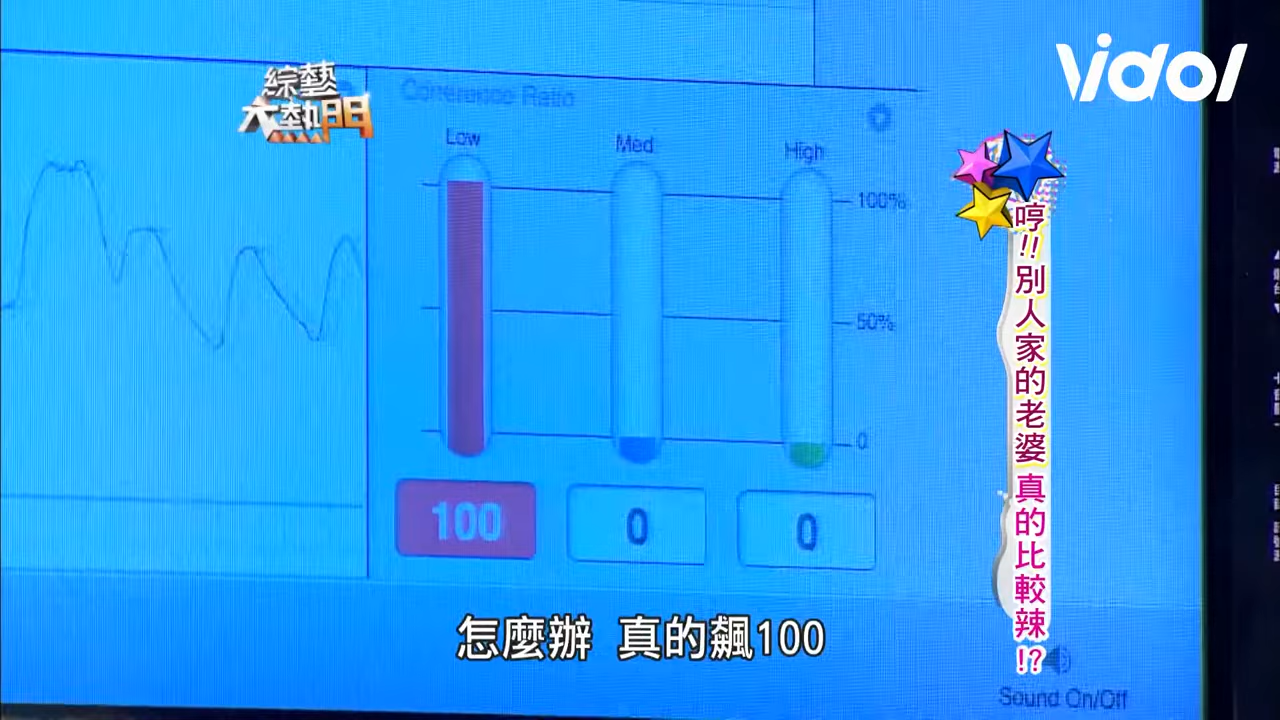 綜藝
大熱門
Vidol
Coherence Ratio
Low
Med
High
100%
50%
0
100
0
0
哼!!別人家的老婆 真的比較辣!?
怎麼辦 真的飆100
Sound On/Off